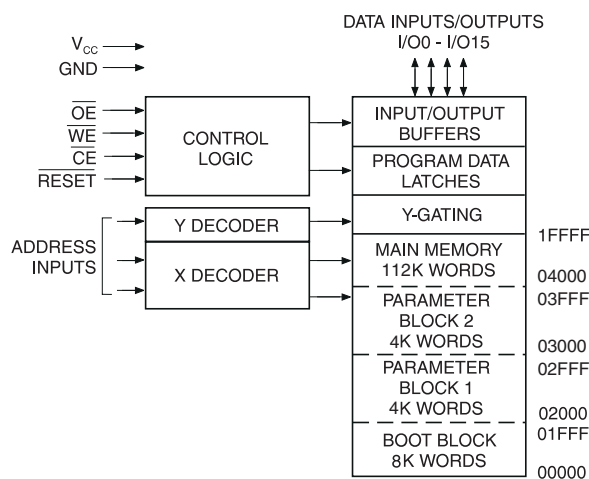 DATA INPUTS/OUTPUTS
I/O0 - I/O15
VCC
GND
OE
WE
CE
RESET
CONTROL
LOGIC
INPUT/OUTPUT
BUFFERS
PROGRAM DATA
LATCHES
Y-GATING
ADDRESS
INPUTS
Y DECODER
X DECODER
1FFFF
MAIN MEMORY
112K WORDS
04000
03FFF
PARAMETER
BLOCK 2
4K WORDS
03000
02FFF
PARAMETER
BLOCK 1
4K WORDS
02000
01FFF
BOOT BLOCK
8K WORDS
00000